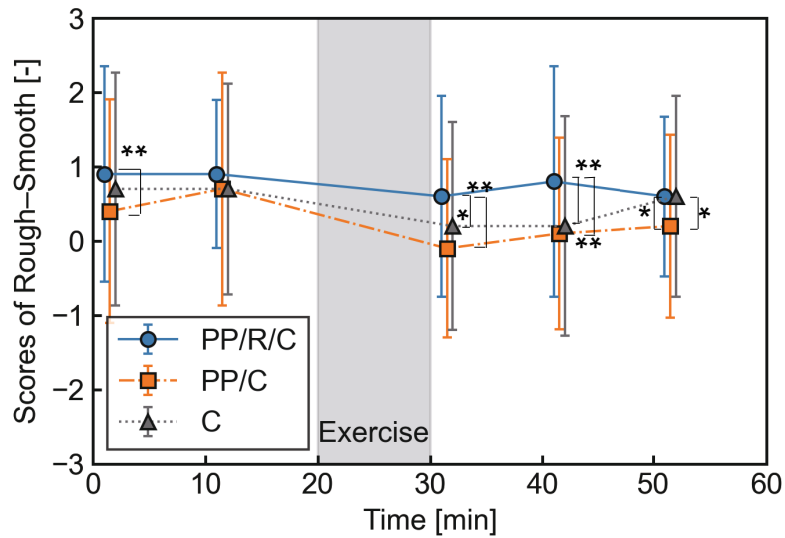 3
2
1
0
−1
−2
−3
Scores of Rough–Smooth [-]
**
**
*
**
**
*
*
PP/R/C
PP/C
C
Exercise
0 10 20 30 40 50 60
Time [min]